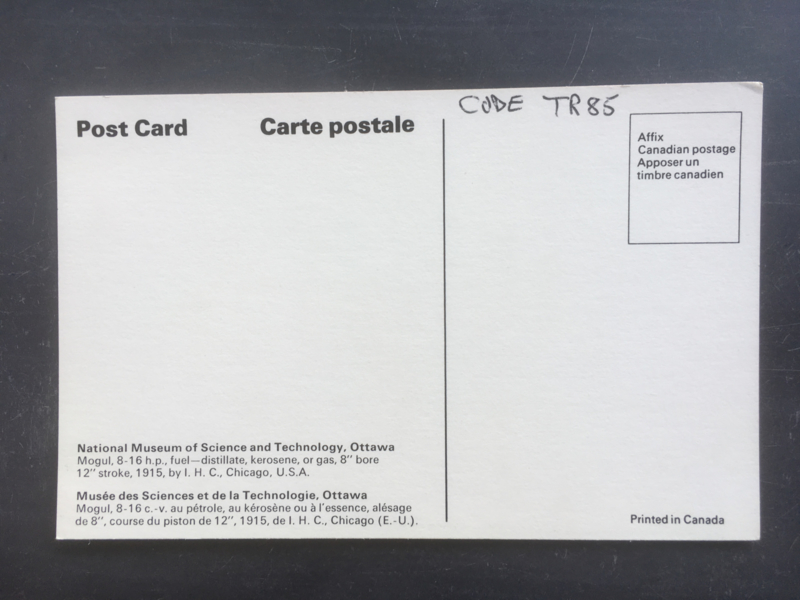 CODE TR85
Post Card
Carte postale
Affix
Canadian postage
Apposer un
timbre canadien
National Museum of Science and Technology, Ottawa
Mogul, 8-16 h.p., fuel—distillate, kerosene, or gas, 8" bore
12" stroke, 1915, by I. H. C., Chicago, U.S.A.
Musée des Sciences et de la Technologie, Ottawa
Mogul, 8-16 c.-v. au pétrole, au kérosène ou à l'essence, alésage
de 8", course du piston de 12", 1915, de I. H. C., Chicago (E.-U.).
Printed in Canada